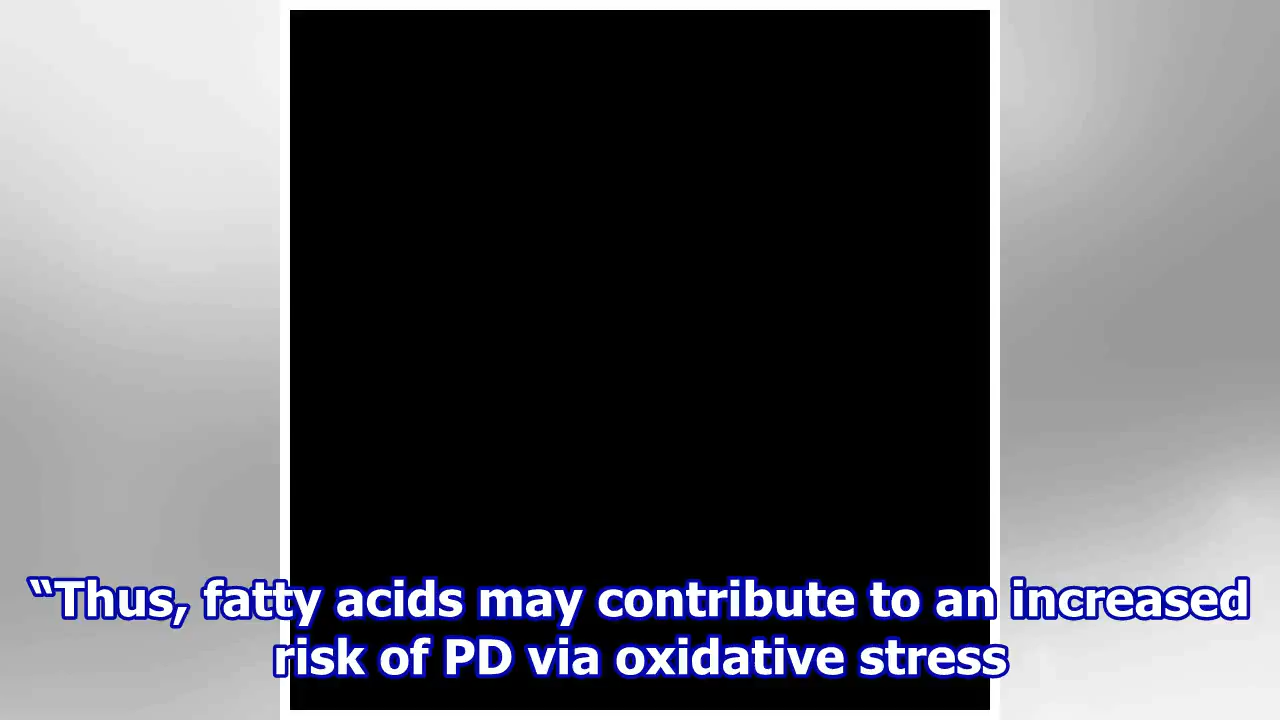 “Thus, fatty acids may contribute to an increased
risk of PD via oxidative stress